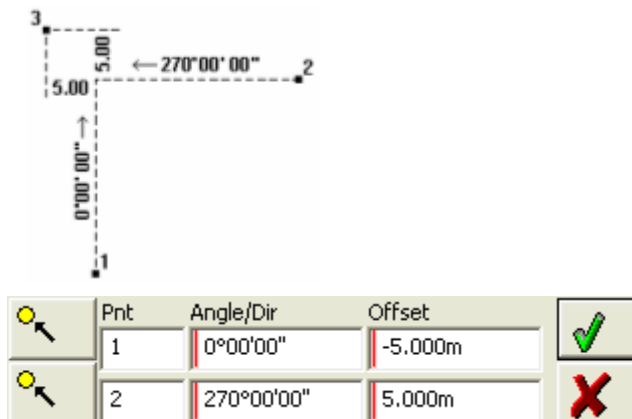 3
5.00
← 270°00' 00"
2
5.00
0°00' 00" →
1
Pnt Angle/Dir Offset
1 0°00'00" -5.000m
2 270°00'00" 5.000m